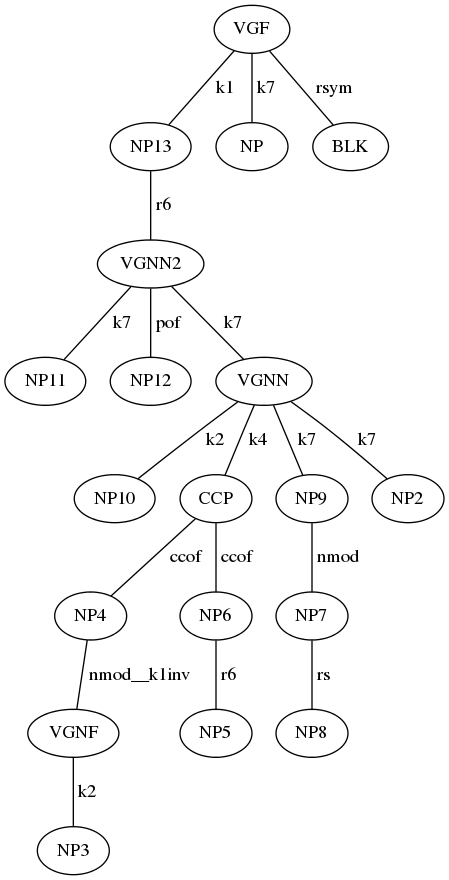 VGF
k1 k7 rsym
NP13 NP BLK
r6
VGNN2
k7 pof k7
NP11 NP12 VGNN
k2 k4 k7 k7
NP10 CCP NP9 NP2
ccof ccof nmod
NP4 NP6 NP7
nmod__k1inv r6 rs
VGNF NP5 NP8
k2
NP3